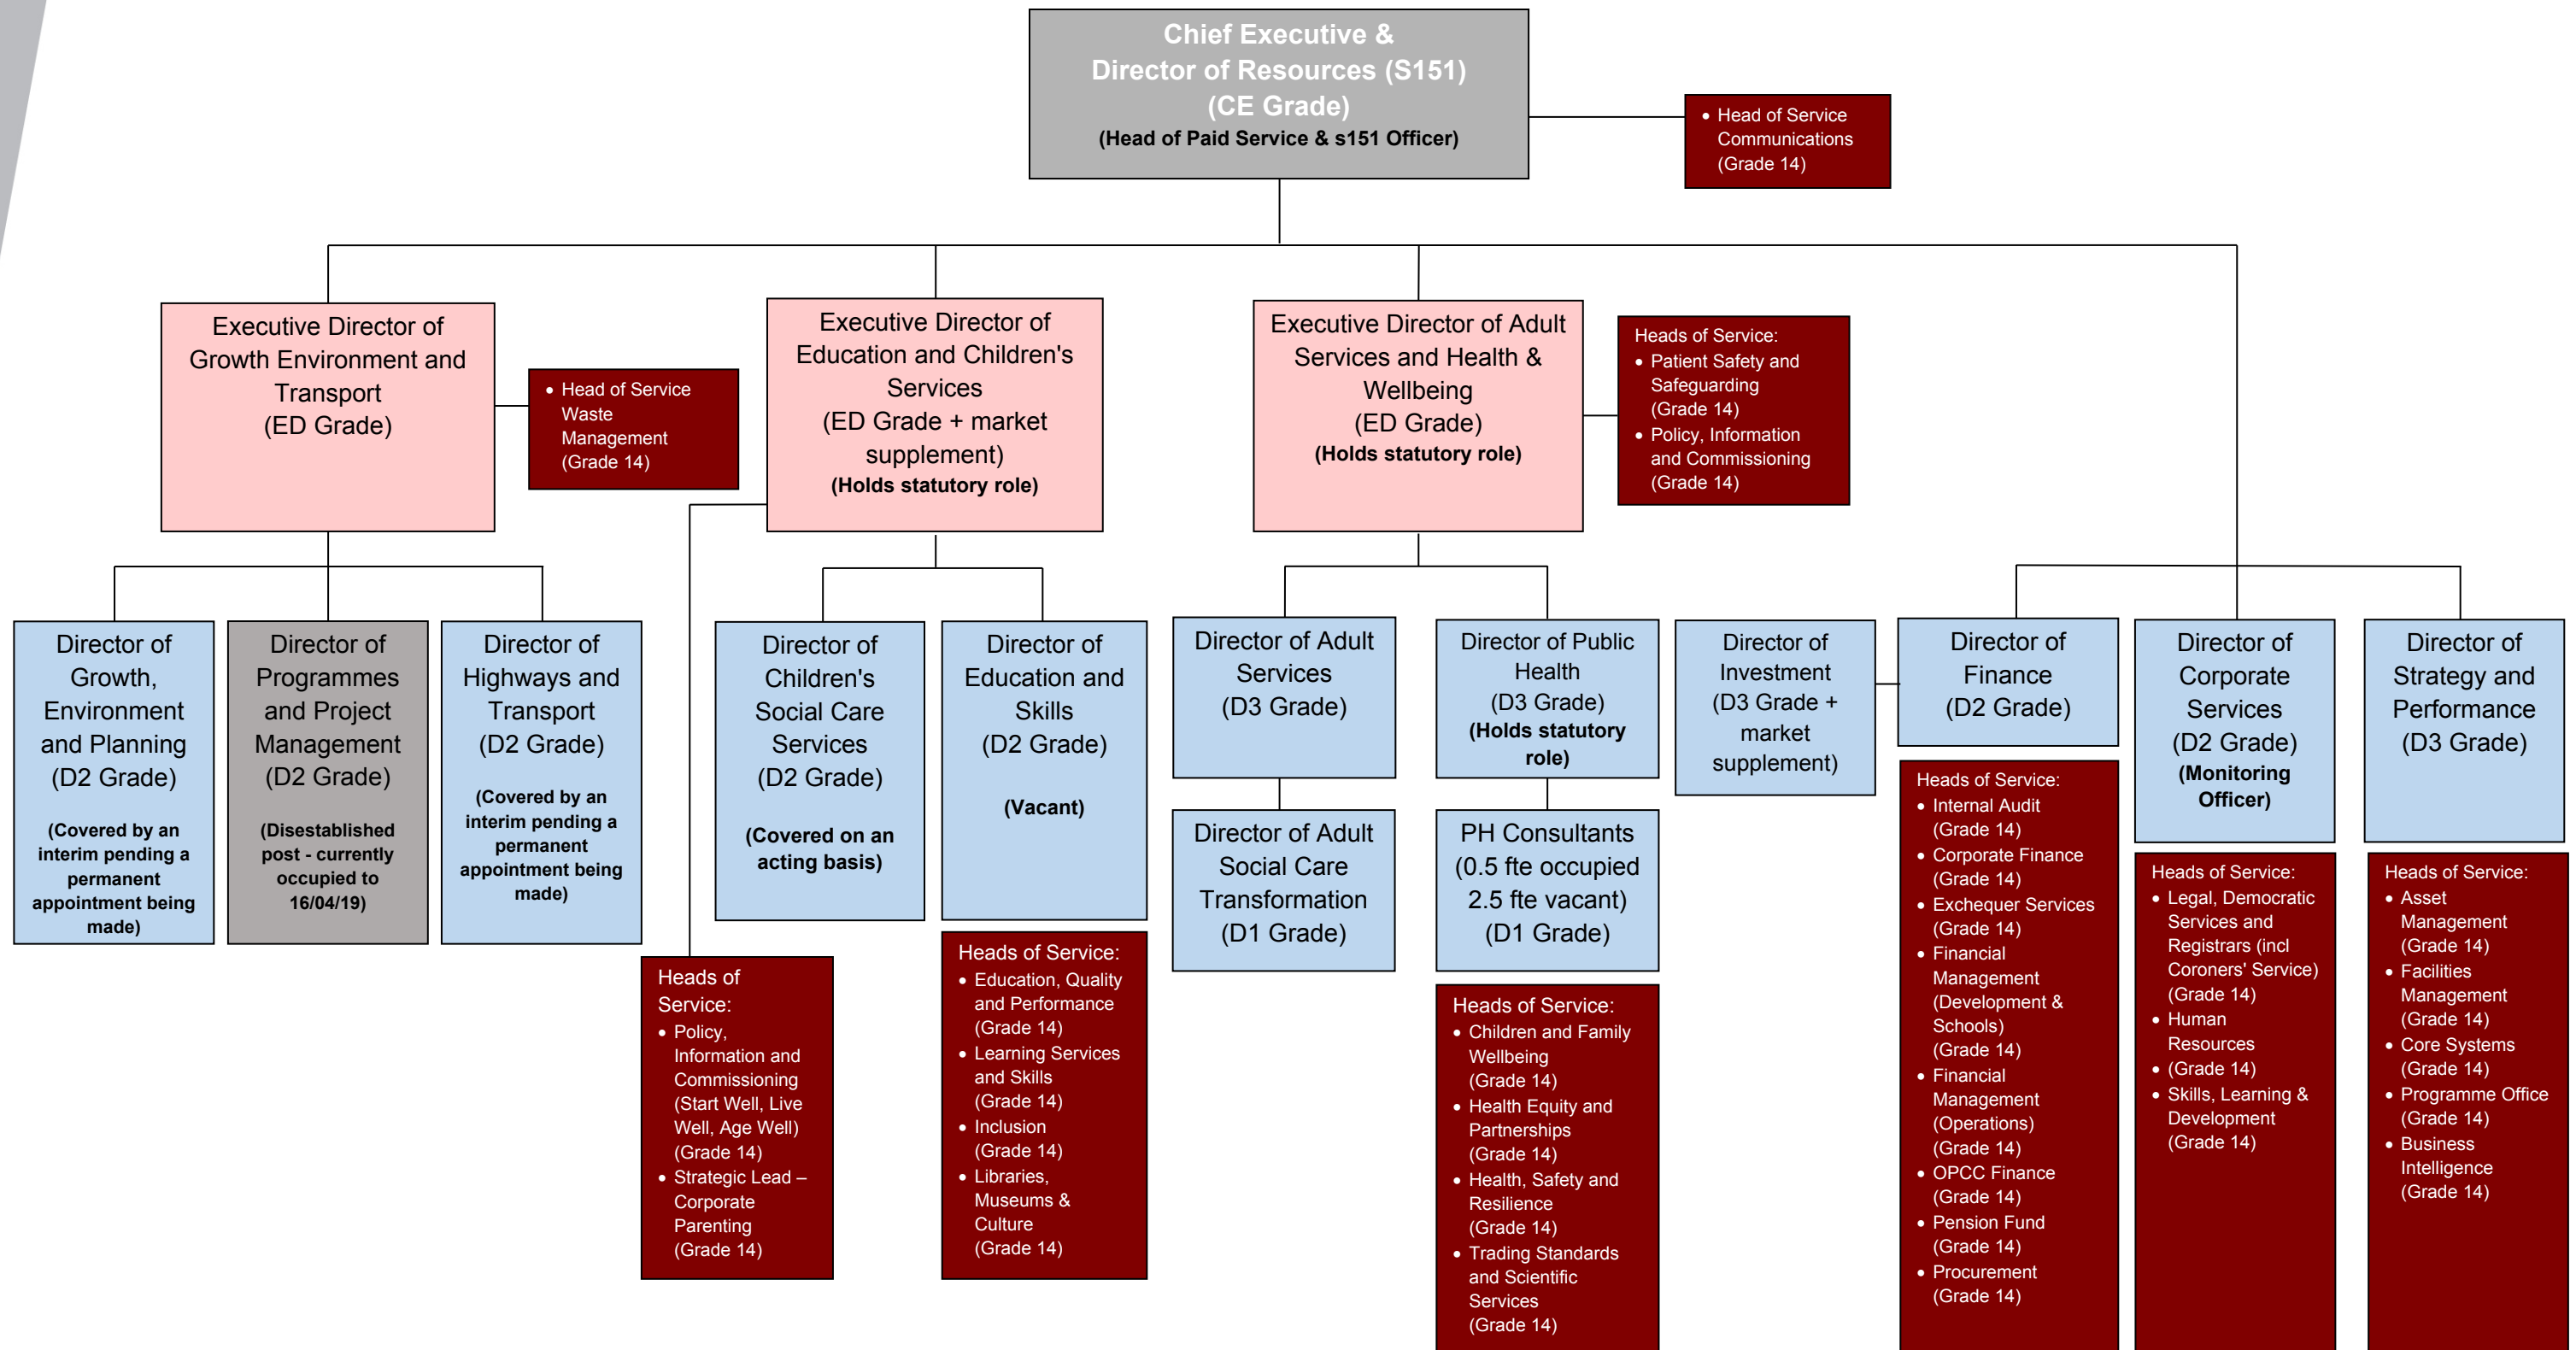 Chief Executive &
Director of Resources (S151)
(CE Grade)
(Head of Paid Service & s151 Officer)
• Head of Service
Communications
(Grade 14)
Executive Director of
Growth Environment and
Transport
(ED Grade)
• Head of Service
Waste
Management
(Grade 14)
Executive Director of
Education and Children's
Services
(ED Grade + market
supplement)
(Holds statutory role)
Executive Director of Adult
Services and Health &
Wellbeing
(ED Grade)
(Holds statutory role)
Heads of Service:
• Patient Safety and
Safeguarding
(Grade 14)
• Policy, Information
and Commissioning
(Grade 14)
Director of
Growth,
Environment
and Planning
(D2 Grade)
(Covered by an
interim pending a
permanent
appointment being
made)
Director of
Programmes
and Project
Management
(D2 Grade)
(Disestablished
post - currently
occupied to
16/04/19)
Director of
Highways and
Transport
(D2 Grade)
(Covered by an
interim pending a
permanent
appointment being
made)
Director of
Children's
Social Care
Services
(D2 Grade)
(Covered on an
acting basis)
Director of
Education and
Skills
(D2 Grade)
(Vacant)
Director of Adult
Services
(D3 Grade)
Director of Public
Health
(D3 Grade)
(Holds statutory
role)
Director of
Investment
(D3 Grade +
market
supplement)
Director of
Finance
(D2 Grade)
Director of
Corporate
Services
(D2 Grade)
(Monitoring
Officer)
Director of
Strategy and
Performance
(D3 Grade)
Director of Adult
Social Care
Transformation
(D1 Grade)
PH Consultants
(0.5 fte occupied
2.5 fte vacant)
(D1 Grade)
Heads of
Service:
• Policy,
Information and
Commissioning
(Start Well, Live
Well, Age Well)
(Grade 14)
• Strategic Lead –
Corporate
Parenting
(Grade 14)
Heads of Service:
• Education, Quality
and Performance
(Grade 14)
• Learning Services
and Skills
(Grade 14)
• Inclusion
(Grade 14)
• Libraries,
Museums &
Culture
(Grade 14)
Heads of Service:
• Children and Family
Wellbeing
(Grade 14)
• Health Equity and
Partnerships
(Grade 14)
• Health, Safety and
Resilience
(Grade 14)
• Trading Standards
and Scientific
Services
(Grade 14)
Heads of Service:
• Internal Audit
(Grade 14)
• Corporate Finance
(Grade 14)
• Exchequer Services
(Grade 14)
• Financial
Management
(Development &
Schools)
(Grade 14)
• Financial
Management
(Operations)
(Grade 14)
• OPCC Finance
(Grade 14)
• Pension Fund
(Grade 14)
• Procurement
(Grade 14)
Heads of Service:
• Legal, Democratic
Services and
Registrars (incl
Coroners' Service)
(Grade 14)
• Human
Resources
• (Grade 14)
• Skills, Learning &
Development
(Grade 14)
Heads of Service:
• Asset
Management
(Grade 14)
• Facilities
Management
(Grade 14)
• Core Systems
(Grade 14)
• Programme Office
(Grade 14)
• Business
Intelligence
(Grade 14)